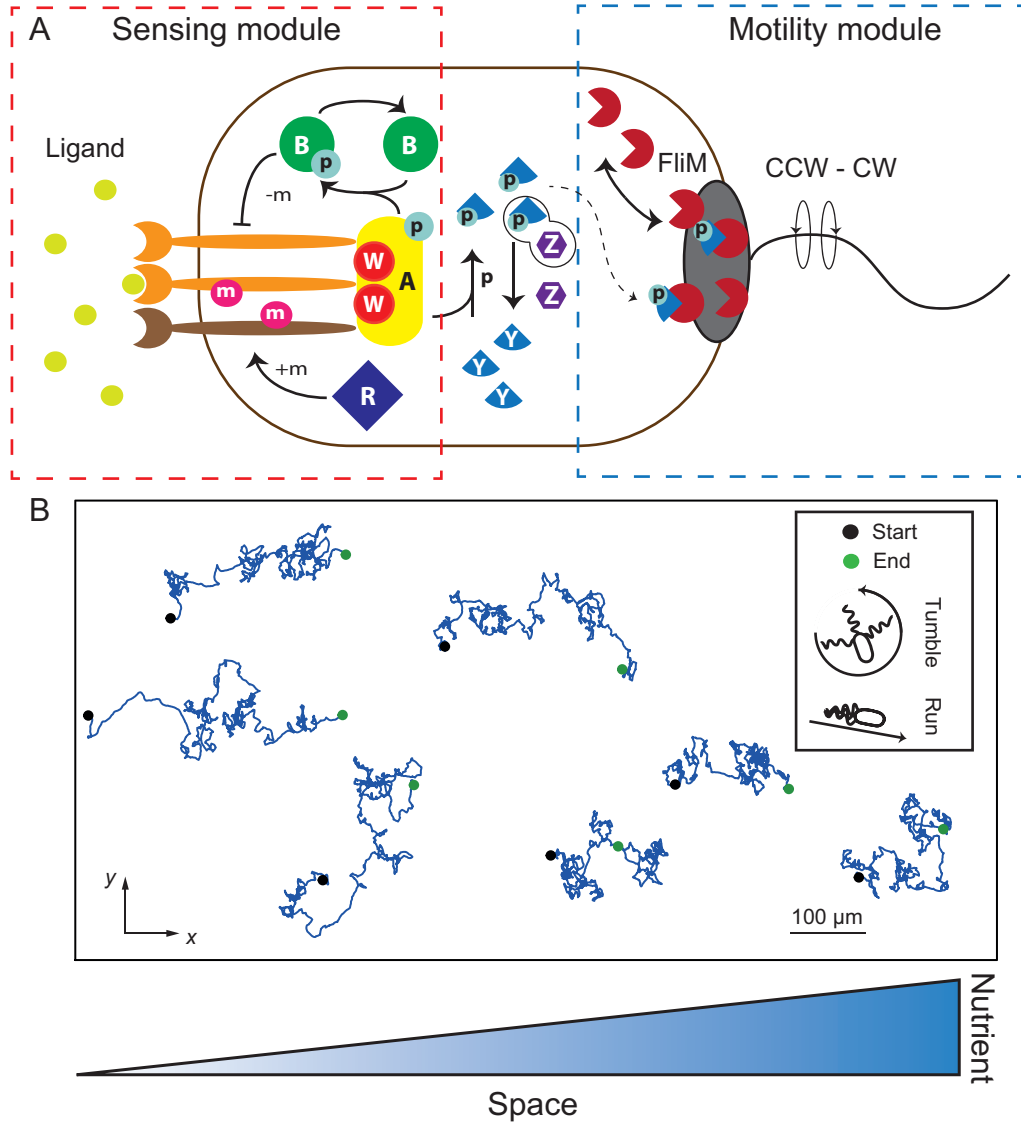 A
Sensing module
Motility module
Ligand
B
B
p
-m
p
A
W
W
m
m
+m
R
p
p
p
p
Z
Z
Y
Y
Y
FliM
p
p
CCW - CW
B
Start
End
Tumble
Run
y
x
100 μm
Nutrient
Space